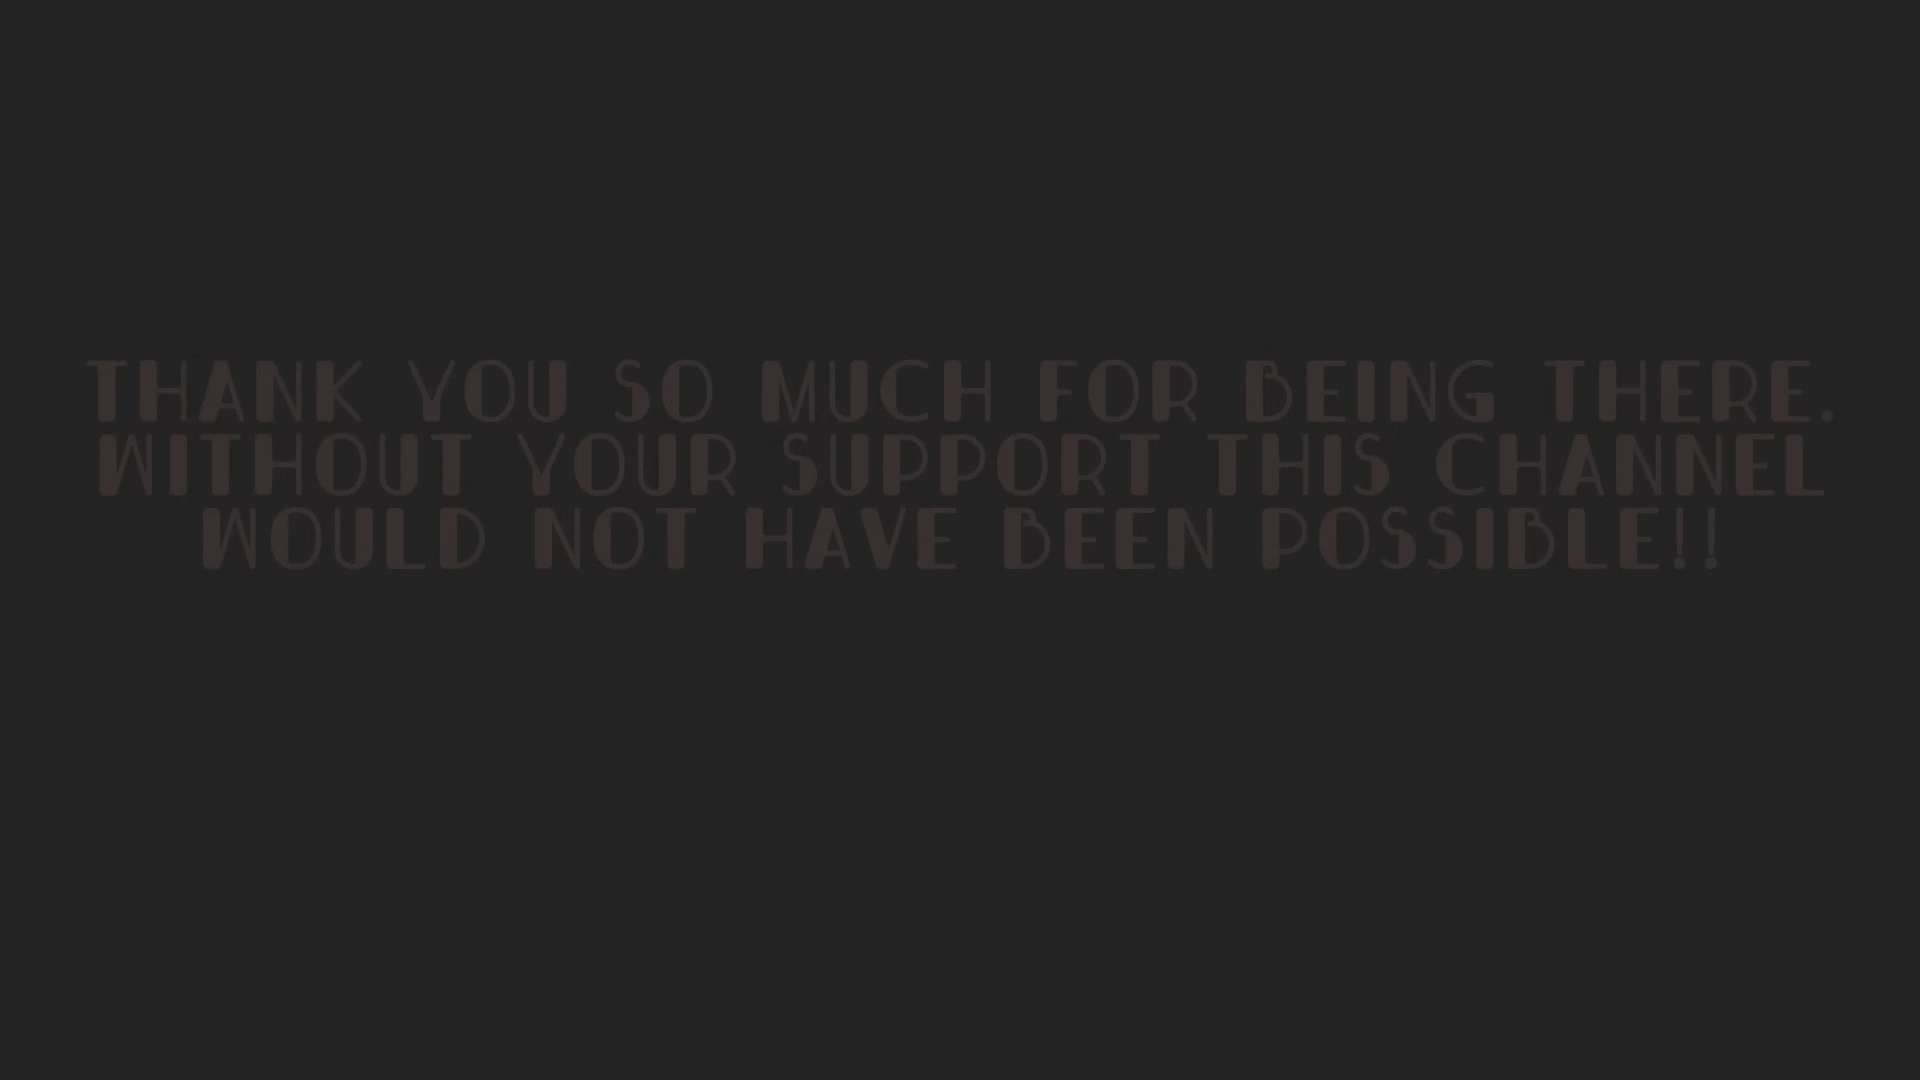 THANK YOU SO MUCH FOR BEING THERE.
WITHOUT YOUR SUPPORT THIS CHANNEL
WOULD NOT HAVE BEEN POSSIBLE!!